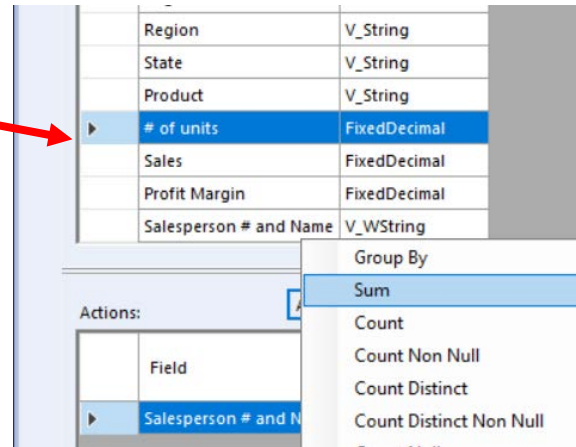 Region V_String
State V_String
Product V_String
# of units FixedDecimal
Sales FixedDecimal
Profit Margin FixedDecimal
Salesperson # and Name V_WString
Group By
Sum
Actions:
Count
Count Non Null
Field
Count Distinct
Salesperson # and
Count Distinct Non Null